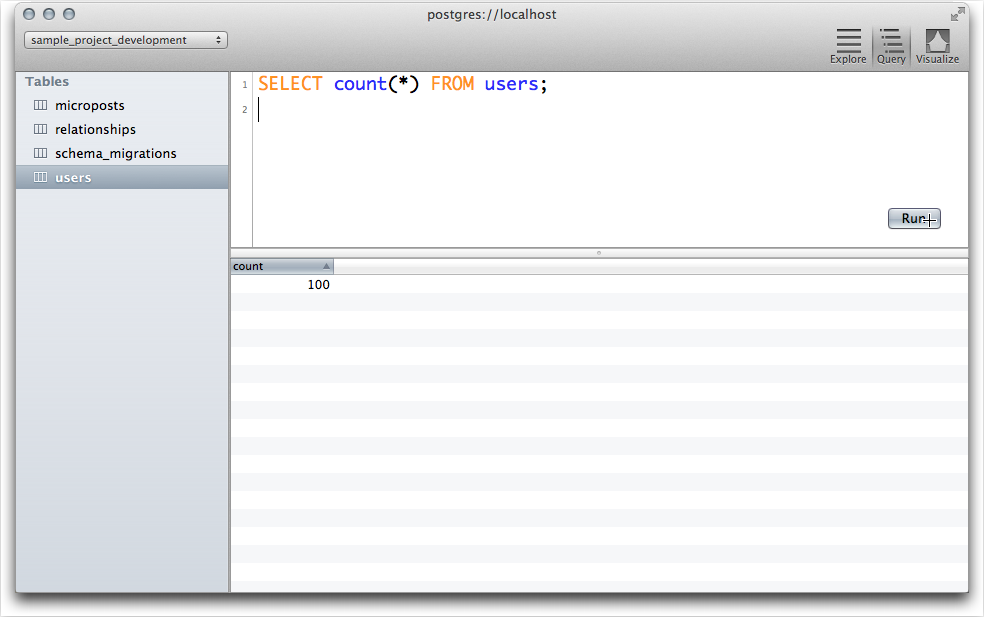 postgres://localhost
sample_project_development
Explore Query Visualize
Tables
microposts
relationships
schema_migrations
users
1 SELECT count(*) FROM users;
2
Run
count
100